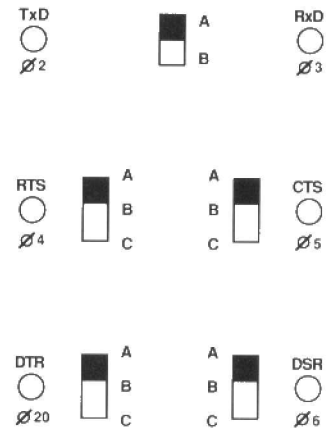 TxD A RxD
B
Ø2 Ø3
A A
RTS CTS
B B
Ø4 Ø5
C C
A A
DTR DSR
B B
Ø20 C C Ø6